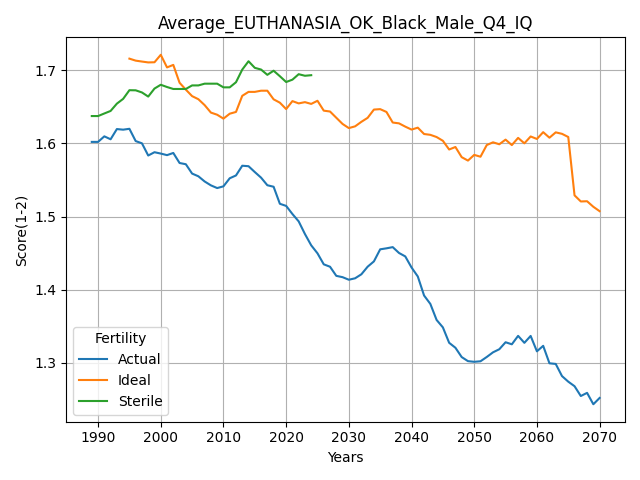 Average_EUTHANASIA_OK_Black_Male_Q4_IQ
Score(1-2)
1.7
1.6
1.5
1.4
1.3
Fertility
Actual
Ideal
Sterile
1990 2000 2010 2020 2030 2040 2050 2060 2070
Years